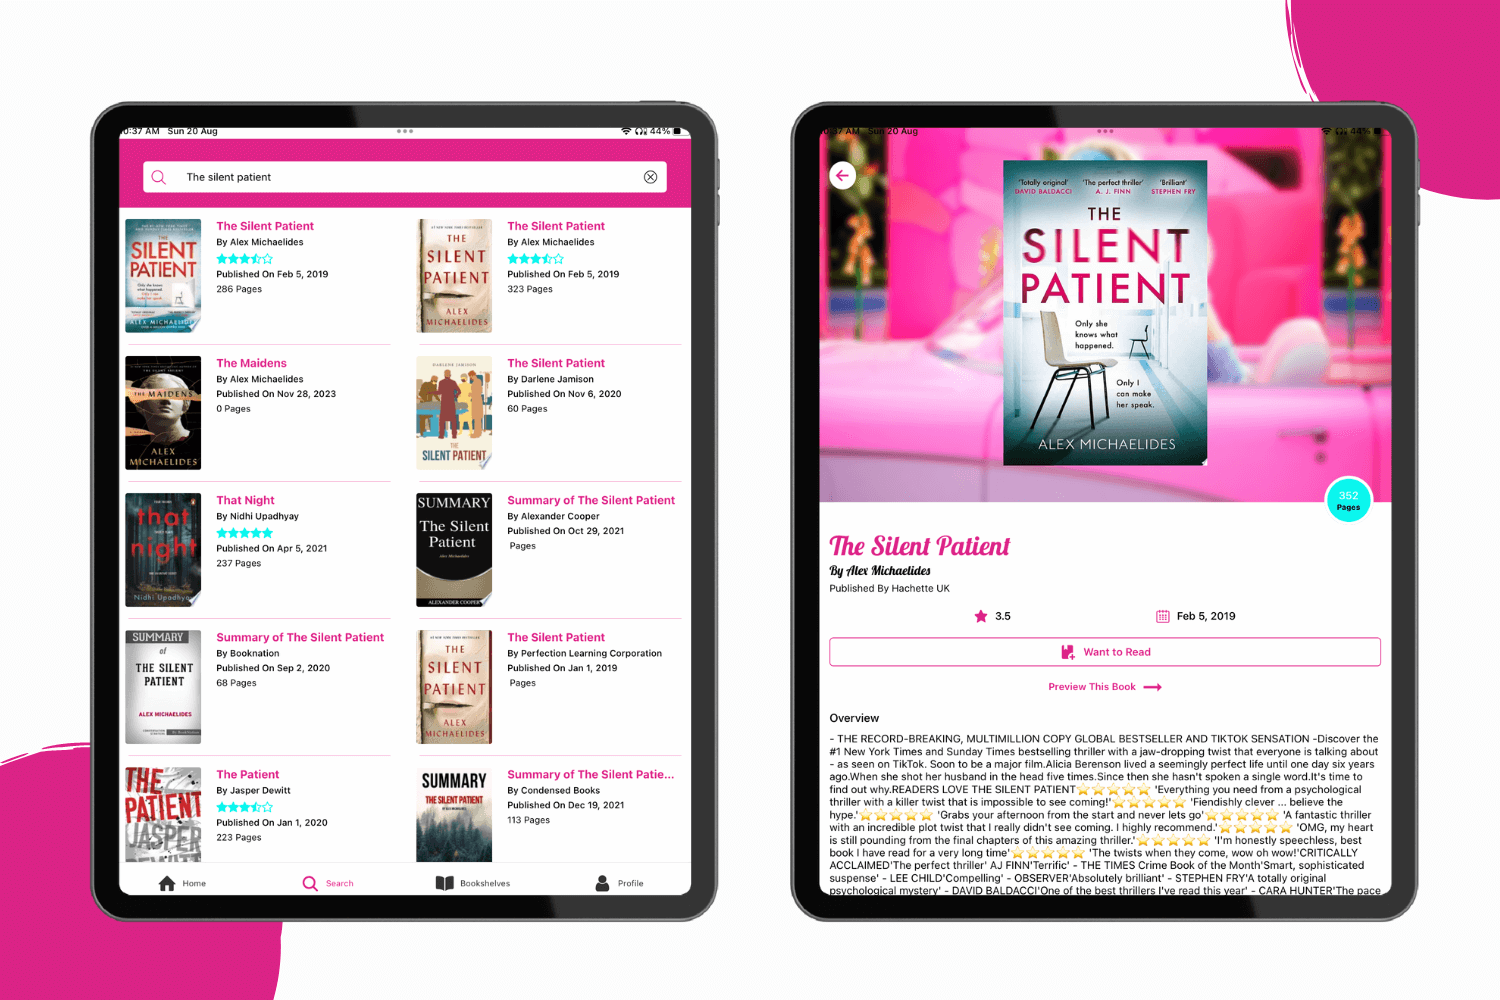 0:37 AM Sun 20 Aug
44%
The silent patient
THE
SILENT
PATIENT
Only she knows
what happened.
ALEX MICHAELIDES
The Silent Patient
By Alex Michaelides
Published On Feb 5, 2019
286 Pages
THE
SILENT
PATIENT
ALEX
MICHAELIDES
The Silent Patient
By Alex Michaelides
Published On Feb 5, 2019
323 Pages
THE MAIDENS
ALEX
MICHAELIDES
The Maidens
By Alex Michaelides
Published On Nov 28, 2023
0 Pages
DARLENE JAMISON
THE
SILENT PATIENT
The Silent Patient
By Darlene Jamison
Published On Nov 6, 2020
60 Pages
that
night
Nidhi Upadhya
That Night
By Nidhi Upadhyay
Published On Apr 5, 2021
237 Pages
SUMMARY
The Silent
Patient
Alex Michaelides
ALEXANDER COOPER
Summary of The Silent Patient
By Alexander Cooper
Published On Oct 29, 2021
Pages
SUMMARY
of
THE SILENT
PATIENT
ALEX MICHAELIDES
Summary of The Silent Patient
By Booknation
Published On Sep 2, 2020
68 Pages
THE
SILENT
PATIENT
ALEX
MICHAELIDES
The Silent Patient
By Perfection Learning Corporation
Published On Jan 1, 2019
Pages
THE
PATIENT
JASPER
DEWITT
The Patient
By Jasper Dewitt
Published On Jan 1, 2020
223 Pages
SUMMARY
THE SILENT PATIENT
Summary of The Silent Patie...
By Condensed Books
Published On Dec 19, 2021
113 Pages
Home
Search
Bookshelves
Profile
0:37 AM Sun 20 Aug
44%
'Totally original' 'The perfect thriller' 'Brilliant'
DAVID BALDACCI A. J. FINN STEPHEN FRY
THE
SILENT
PATIENT
Only she
knows what
happened.
Only I
can make
her speak.
ALEX MICHAELIDES
352
Pages
The Silent Patient
By Alex Michaelides
Published By Hachette UK
3.5
Feb 5, 2019
Want to Read
Preview This Book
Overview
- THE RECORD-BREAKING, MULTIMILLION COPY GLOBAL BESTSELLER AND TIKTOK SENSATION -Discover the
#1 New York Times and Sunday Times bestselling thriller with a jaw-dropping twist that everyone is talking about
- as seen on TikTok. Soon to be a major film.Alicia Berenson lived a seemingly perfect life until one day six years
ago.When she shot her husband in the head five times.Since then she hasn't spoken a single word.It's time to
find out why.READERS LOVE THE SILENT PATIENT⭐⭐⭐⭐⭐ 'Everything you need from a psychological
thriller with a killer twist that is impossible to see coming!'⭐⭐⭐⭐⭐ 'Fiendishly clever ... believe the
hype.'⭐⭐⭐⭐⭐ 'Grabs your afternoon from the start and never lets go'⭐⭐⭐⭐⭐ 'A fantastic thriller
with an incredible plot twist that I really didn't see coming. I highly recommend.'⭐⭐⭐⭐⭐ 'OMG, my heart
is still pounding from the final chapters of this amazing thriller.'⭐⭐⭐⭐⭐ 'I'm honestly speechless, best
book I have read for a very long time'⭐⭐⭐⭐⭐ 'The twists when they come, wow oh wow!'CRITICALLY
ACCLAIMED'The perfect thriller' AJ FINN'Terrific' - THE TIMES Crime Book of the Month'Smart, sophisticated
suspense' - LEE CHILD'Compelling' - OBSERVER'Absolutely brilliant' - STEPHEN FRY'A totally original
psychological mystery' - DAVID BALDACCI'One of the best thrillers I've read this year' - CARA HUNTER'The pace